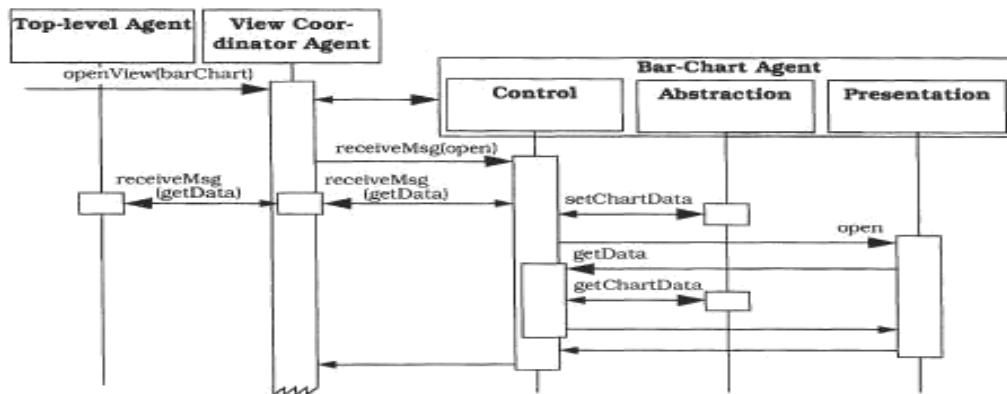 Top-level Agent
View Coor-
dinator Agent
openView(barChart)
Bar-Chart Agent
Control
Abstraction
Presentation
receiveMsg(open)
receiveMsg
(getData)
receiveMsg
(getData)
setChartData
open
getData
getChartData